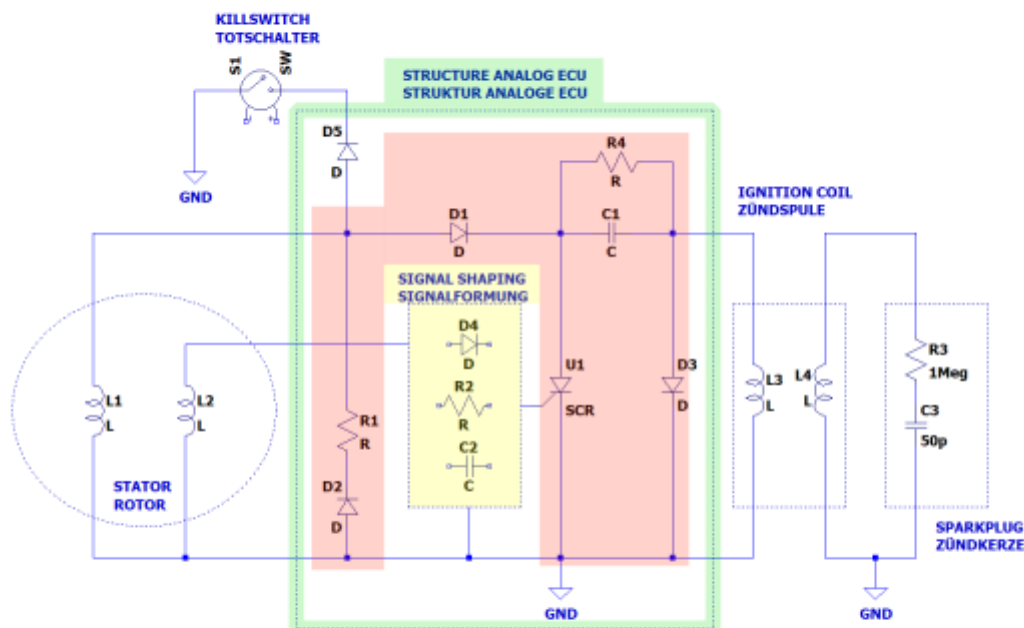 KILLSWITCH
TOTSCHALTER
S1
SW
STRUCTURE ANALOG ECU
STRUKTUR ANALOGE ECU
D5
D
R4
R
GND
IGNITION COIL
ZÜNDSPULE
D1
D
C1
C
SIGNAL SHAPING
SIGNALFORMUNG
D4
D
R2
R
C2
C
U1
SCR
D3
D
L3
L
L4
L
R3
1Meg
C3
50p
L1
L
L2
L
R1
R
D2
D
STATOR
ROTOR
SPARKPLUG
ZÜNDKERZE
GND
GND